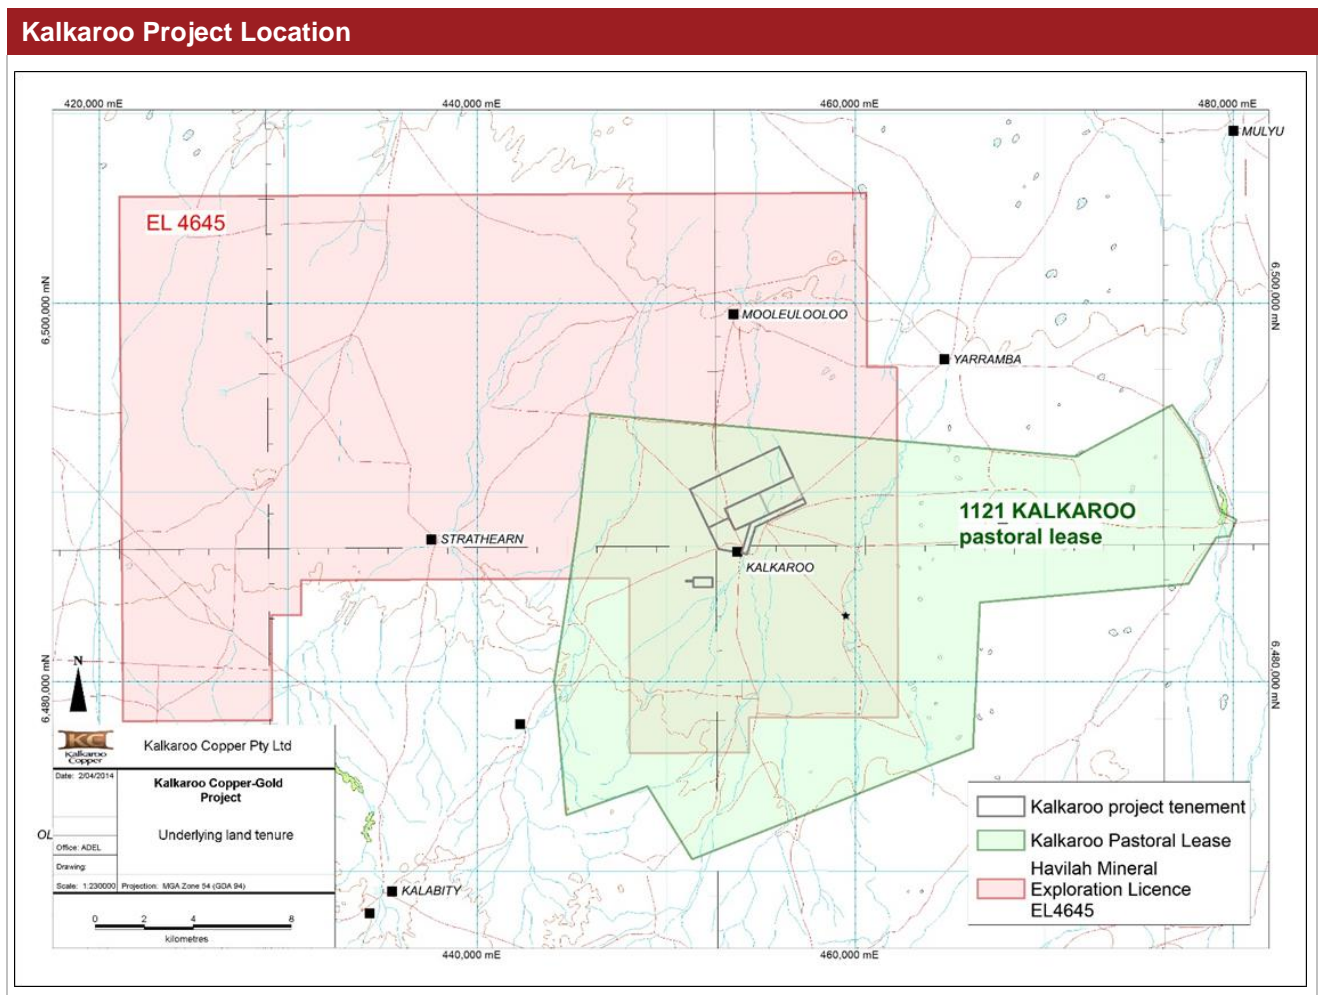 Kalkaroo Project Location
420,000 mE
440,000 mE
460,000 mE
480,000 mE
MULYU
EL 4645
6,500,000 mN
6,500,000 mN
MOOLEULOOLOO
YARRAMBA
1121 KALKAROO
pastoral lease
STRATHEARN
KALKAROO
N
6,480,000 mN
6,480,000 mN
KC
Kalkaroo
Copper
Kalkaroo Copper Pty Ltd
Date: 2/04/2014
Kalkaroo Copper-Gold
Project
Underlying land tenure
OL
Office: ADEL
Drawing:
Scale: 1:230000
Projection: MGA Zone 54 (GDA 94)
0 2 4 8
kilometres
KALABITY
Kalkaroo project tenement
Kalkaroo Pastoral Lease
Havilah Mineral
Exploration Licence
EL4645
440,000 mE
460,000 mE